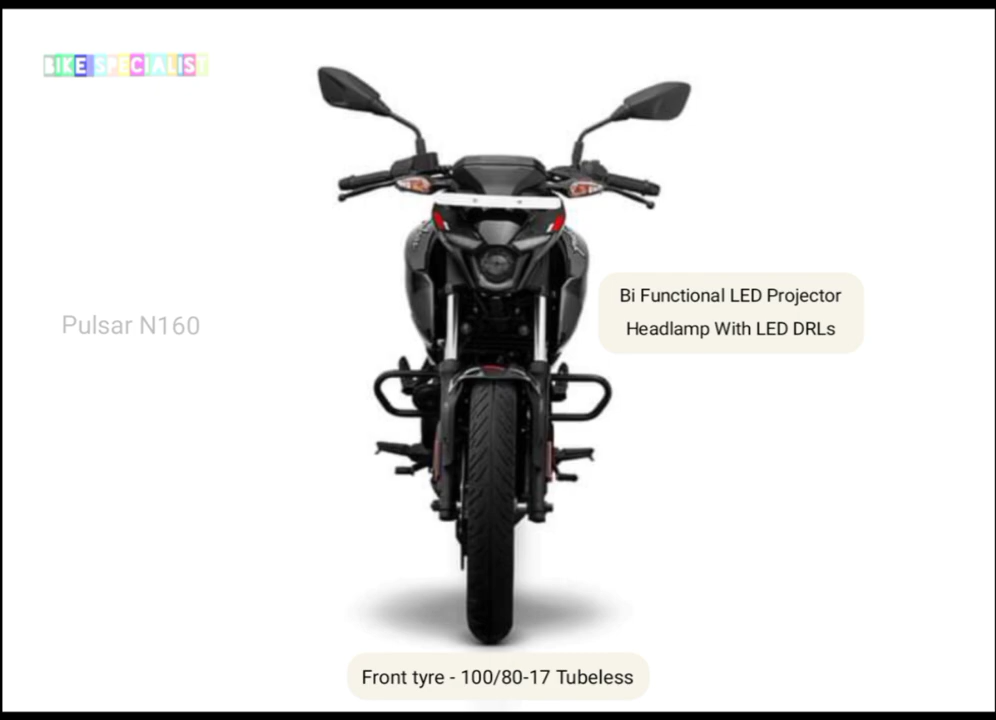 BIKE SPECIALIST
Pulsar N160
Bi Functional LED Projector
Headlamp With LED DRLs
Front tyre - 100/80-17 Tubeless